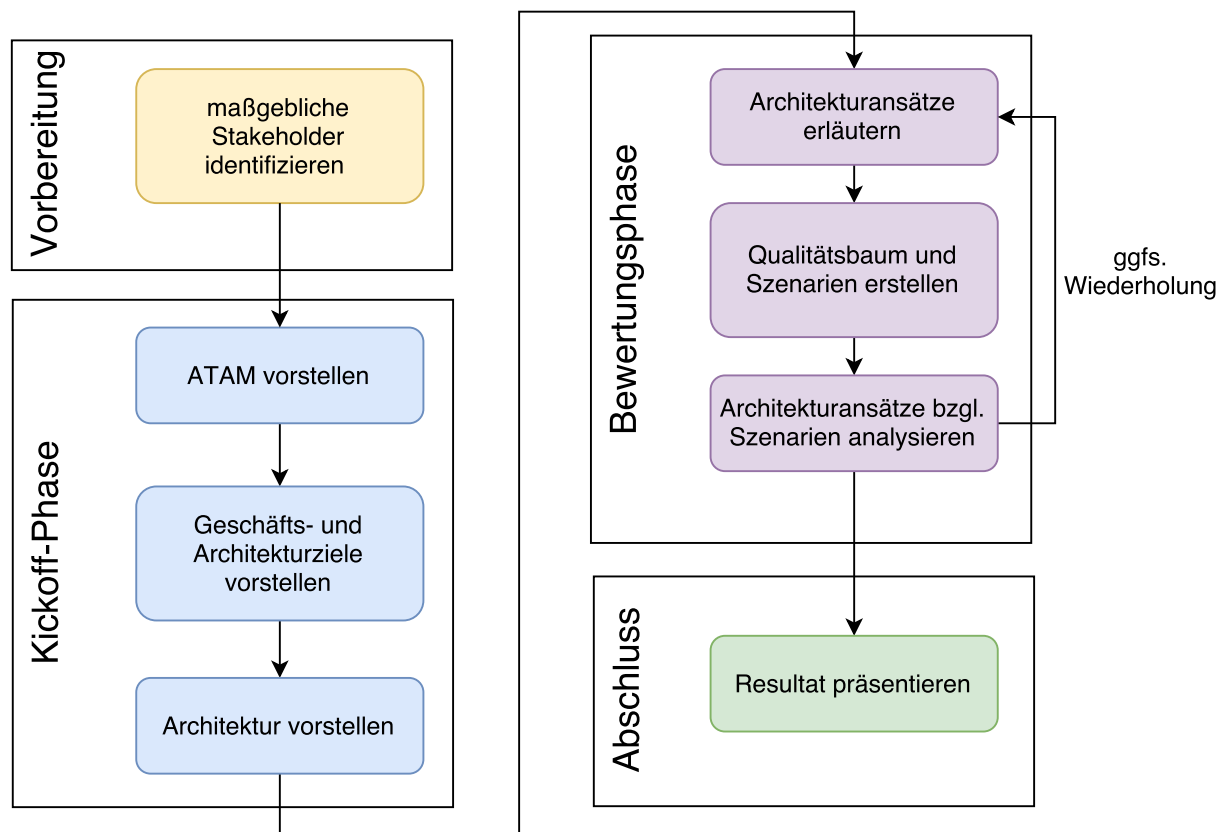 Vorbereitung
maßgebliche
Stakeholder
identifizieren
Kickoff-Phase
ATAM vorstellen
Geschäfts- und
Architekturziele
vorstellen
Architektur vorstellen
Bewertungsphase
Architekturansätze
erläutern
Qualitätsbaum und
Szenarien erstellen
Architekturansätze bzgl.
Szenarien analysieren
ggfs.
Wiederholung
Abschluss
Resultat präsentieren